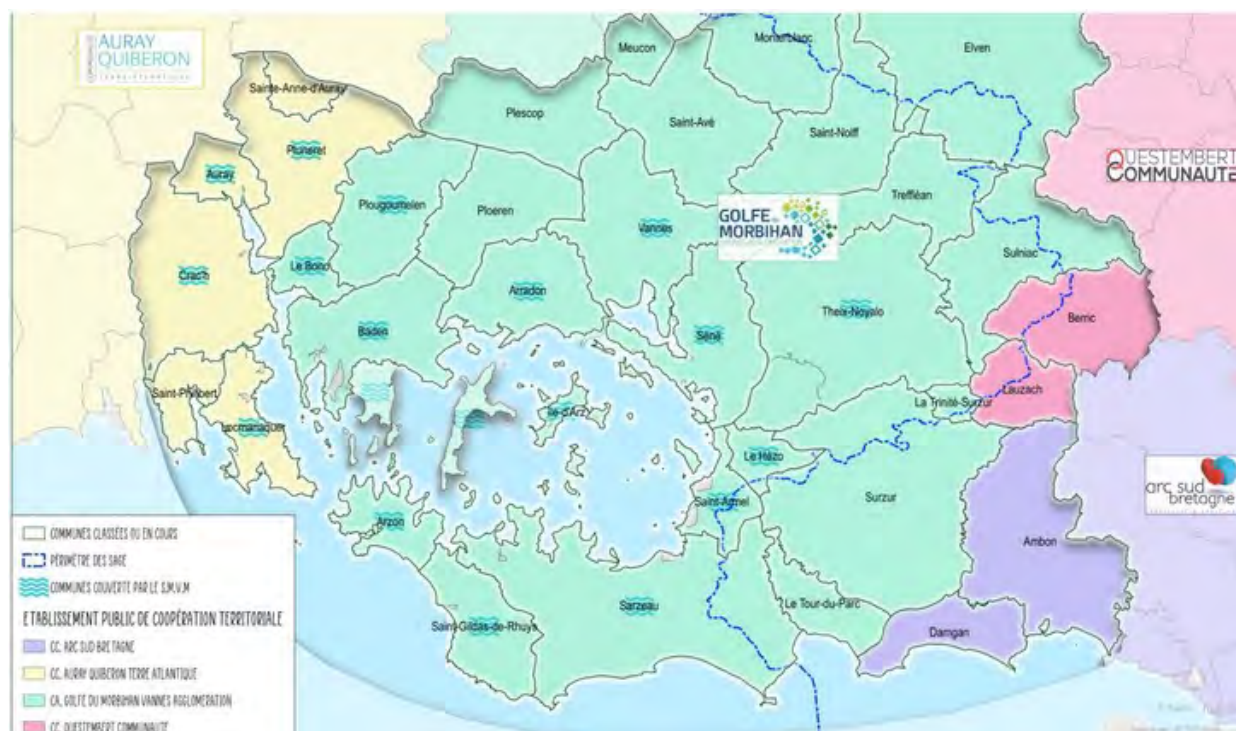 AURAY
QUIBERON
TERRE ATLANTIQUE
Meucon
Monterblanc
Elven
Sainte-Anne-d'Auray
Plescop
Saint-Avé
Saint-Nolff
Pluneret
QUESTEMBERT
COMMUNAUTE
Auray
Plougoumelen
Ploeren
Vannes
GOLFE DU
MORBIHAN
Treffléan
Sulniac
Le Bono
Crac'h
Arradon
Baden
Séné
Theix-Noyalo
Berric
Saint-Philibert
Locmariaquer
Ile-d'Arz
La Trinité-Surzur
Lauzach
Le Hézo
Saint-Armel
Surzur
arc sud
bretagne
Arzon
Ambon
Sarzeau
Le Tour-du-Parc
Saint-Gildas-de-Rhuys
Damgan
COMMUNES CLASSÉES OU EN COURS
PÉRIMÈTRE DES SAGE
COMMUNES COUVERTE PAR LE S.M.V.M
ETABLISSEMENT PUBLIC DE COOPÉRATION TERRITORIALE
CC. ARC SUD BRETAGNE
CC. AURAY QUIBERON TERRE ATLANTIQUE
CA. GOLFE DU MORBIHAN VANNES AGGLOMÉRATION
CC. QUESTEMBERT COMMUNAUTE